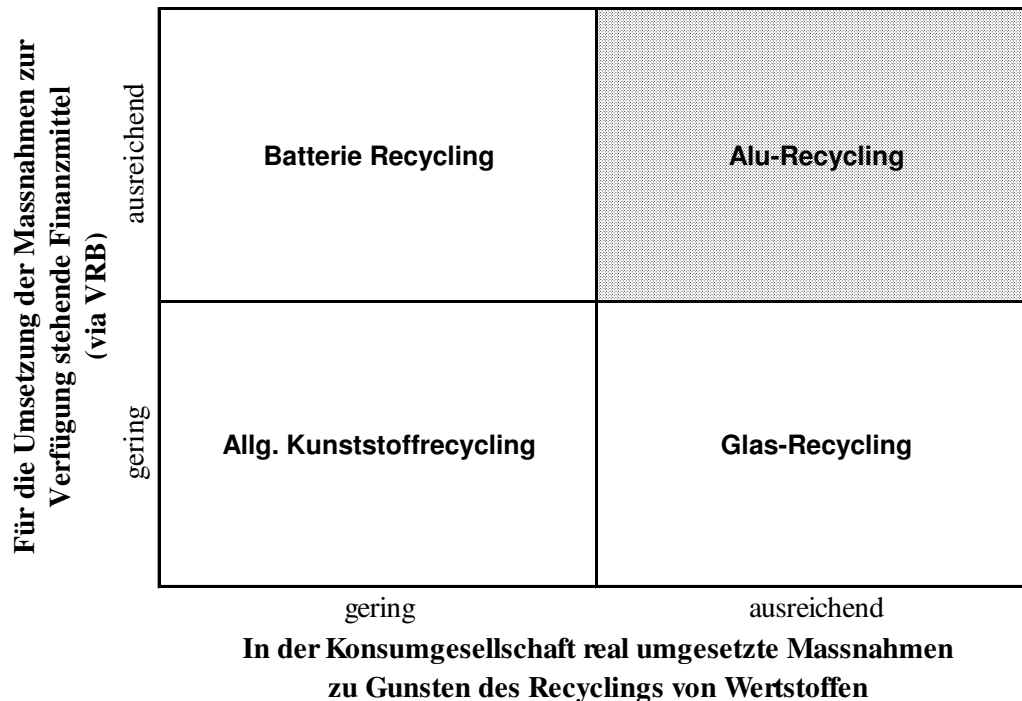 Für die Umsetzung der Massnahmen zur
Verfügung stehende Finanzmittel
(via VRB)
ausreichend
gering
Batterie Recycling
Alu-Recycling
Allg. Kunststoffrecycling
Glas-Recycling
gering
ausreichend
In der Konsumgesellschaft real umgesetzte Massnahmen
zu Gunsten des Recyclings von Wertstoffen